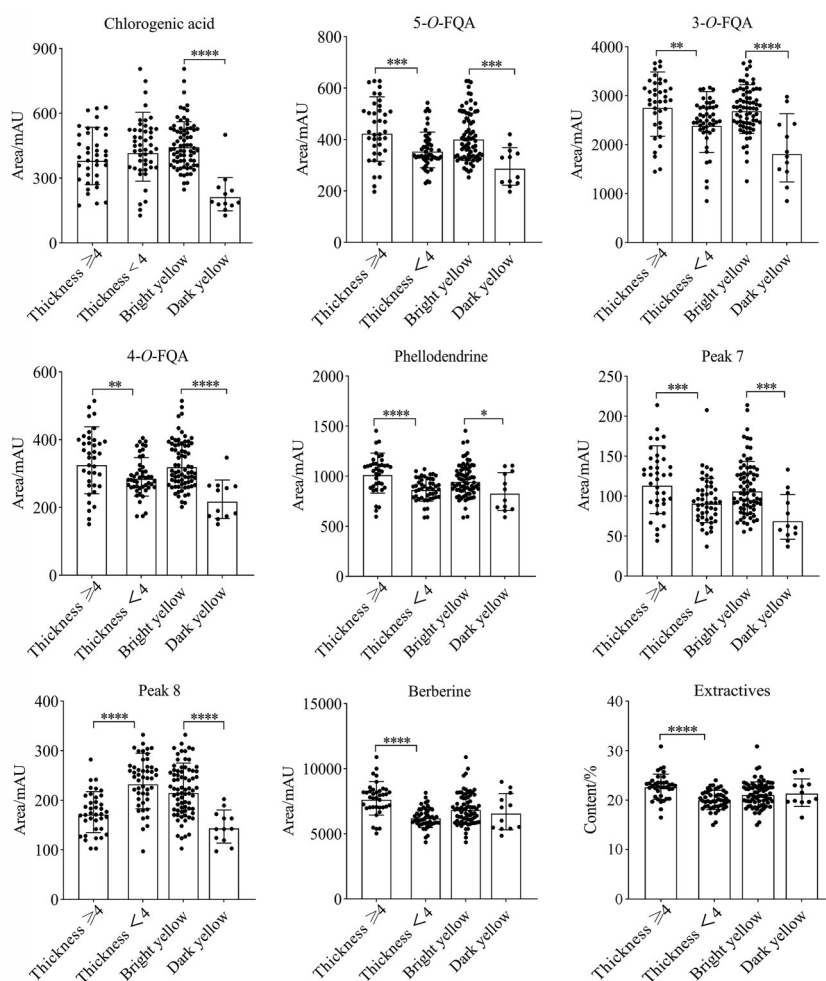 Chlorogenic acid
900
600
300
0
Area/mAU
****
Thickness ⩾4
Thickness < 4
Bright yellow
Dark yellow
5-O-FQA
800
600
400
200
0
Area/mAU
***
***
Thickness ⩾4
Thickness < 4
Bright yellow
Dark yellow
3-O-FQA
4000
3000
2000
1000
0
Area/mAU
**
****
Thickness ⩾4
Thickness < 4
Bright yellow
Dark yellow
4-O-FQA
600
400
200
0
Area/mAU
**
****
Thickness ⩾4
Thickness < 4
Bright yellow
Dark yellow
Phellodendrine
2000
1500
1000
500
0
Area/mAU
****
*
Thickness ⩾4
Thickness < 4
Bright yellow
Dark yellow
Peak 7
250
200
150
100
50
0
Area/mAU
***
***
Thickness ⩾4
Thickness < 4
Bright yellow
Dark yellow
Peak 8
400
300
200
100
0
Area/mAU
****
****
Thickness ⩾4
Thickness < 4
Bright yellow
Dark yellow
Berberine
15000
10000
5000
0
Area/mAU
****
Thickness ⩾4
Thickness < 4
Bright yellow
Dark yellow
Extractives
40
30
20
10
0
Content/%
****
Thickness ⩾4
Thickness < 4
Bright yellow
Dark yellow